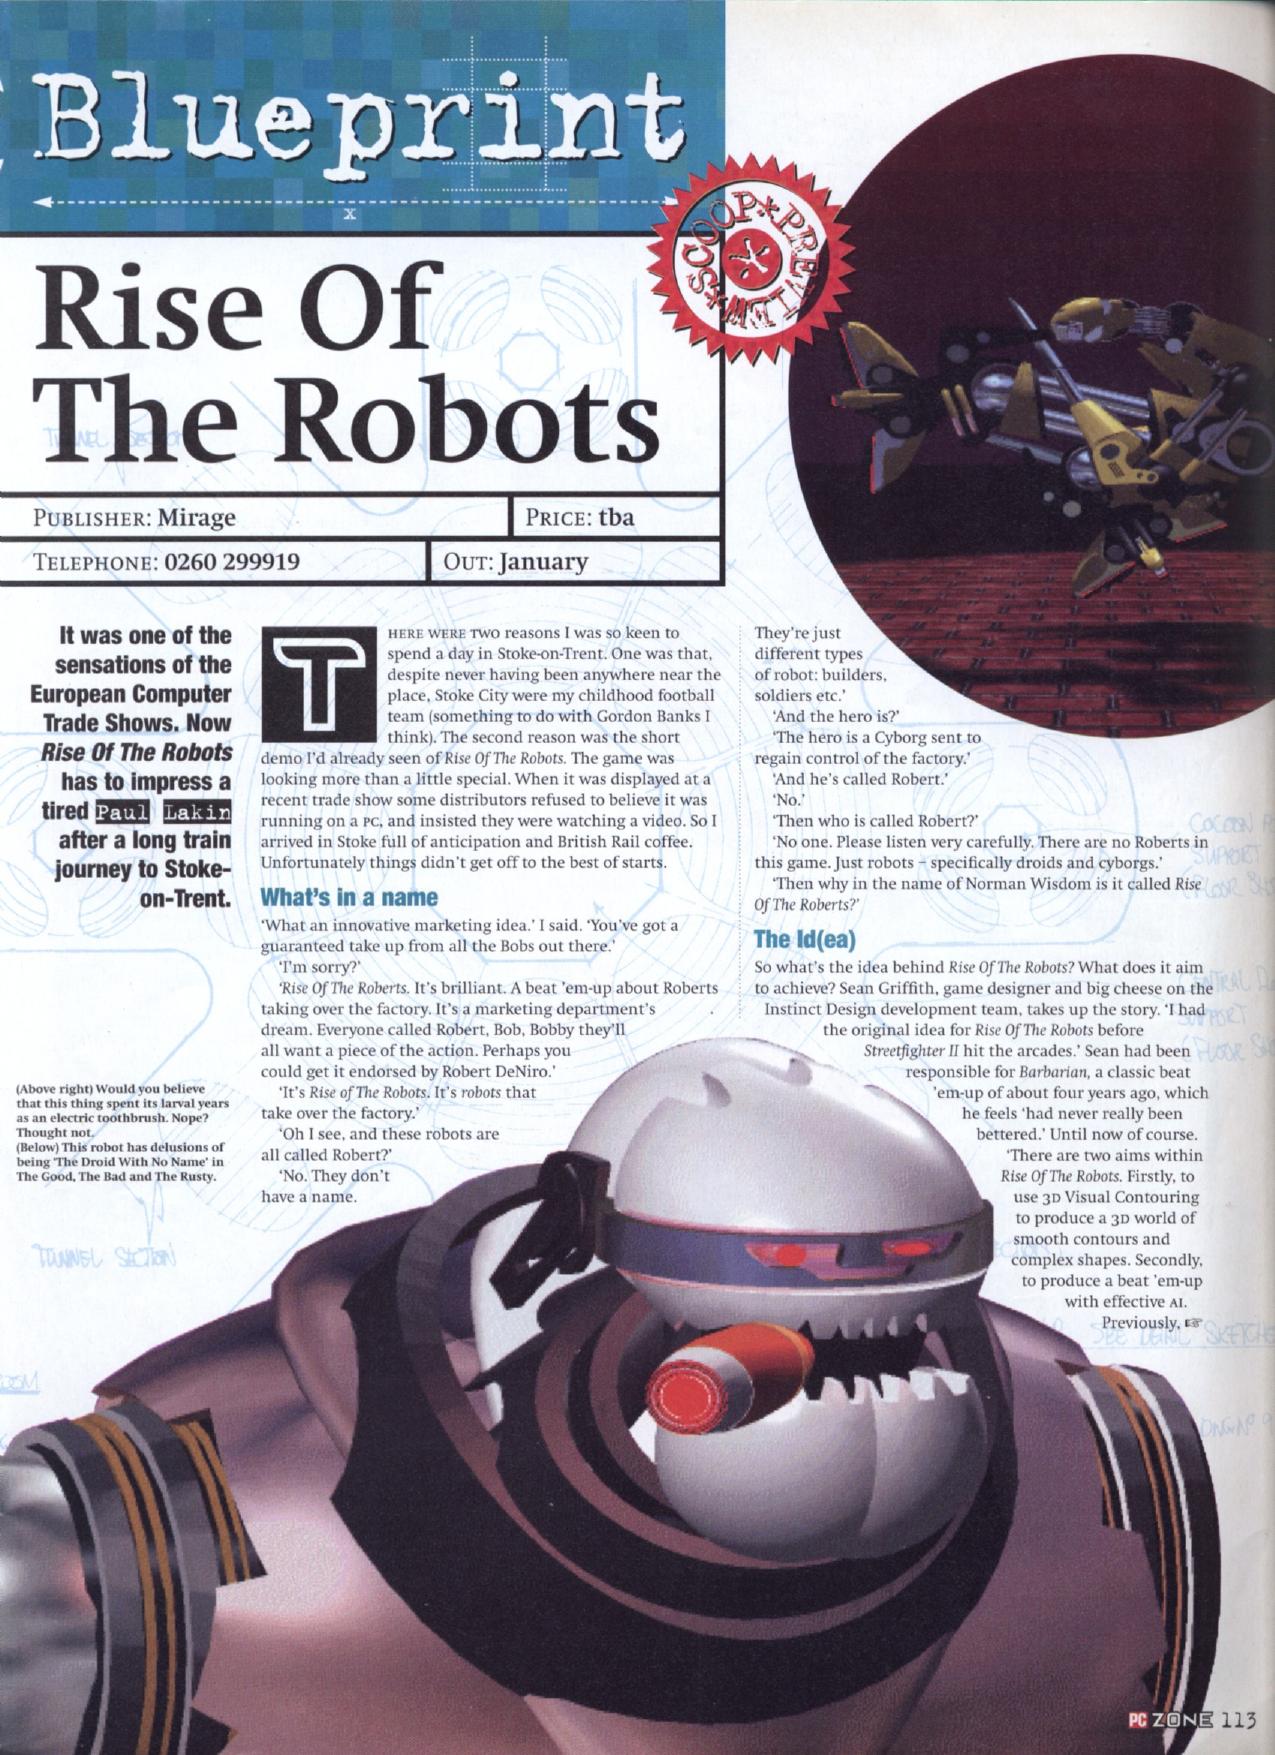 Blueprint
x
SCOOP*PREVIEW*
Rise Of
The Robots
PUBLISHER: Mirage
PRICE: tba
TELEPHONE: 0260 299919
OUT: January
It was one of the
sensations of the
European Computer
Trade Shows. Now
Rise Of The Robots
has to impress a
tired Paul Lakin
after a long train
journey to Stoke-
on-Trent.
(Above right) Would you believe
that this thing spent its larval years
as an electric toothbrush. Nope?
Thought not.
(Below) This robot has delusions of
being 'The Droid With No Name' in
The Good, The Bad and The Rusty.
THERE WERE TWO reasons I was so keen to
spend a day in Stoke-on-Trent. One was that,
despite never having been anywhere near the
place, Stoke City were my childhood football
team (something to do with Gordon Banks I
think). The second reason was the short
demo I'd already seen of Rise Of The Robots. The game was
looking more than a little special. When it was displayed at a
recent trade show some distributors refused to believe it was
running on a PC, and insisted they were watching a video. So I
arrived in Stoke full of anticipation and British Rail coffee.
Unfortunately things didn't get off to the best of starts.
What's in a name
'What an innovative marketing idea.' I said. 'You've got a
guaranteed take up from all the Bobs out there.'
'I'm sorry?'
'Rise Of The Roberts. It's brilliant. A beat 'em-up about Roberts
taking over the factory. It's a marketing department's
dream. Everyone called Robert, Bob, Bobby they'll
all want a piece of the action. Perhaps you
could get it endorsed by Robert DeNiro.'
'It's Rise of The Robots. It's robots that
take over the factory.'
'Oh I see, and these robots are
all called Robert?'
'No. They don't
have a name.
They're just
different types
of robot: builders,
soldiers etc.'
'And the hero is?'
'The hero is a Cyborg sent to
regain control of the factory.'
'And he's called Robert.'
'No.'
'Then who is called Robert?'
'No one. Please listen very carefully. There are no Roberts in
this game. Just robots – specifically droids and cyborgs.'
'Then why in the name of Norman Wisdom is it called Rise
Of The Roberts?'
The Id(ea)
So what's the idea behind Rise Of The Robots? What does it aim
to achieve? Sean Griffith, game designer and big cheese on the
Instinct Design development team, takes up the story. 'I had
the original idea for Rise Of The Robots before
Streetfighter II hit the arcades.' Sean had been
responsible for Barbarian, a classic beat
'em-up of about four years ago, which
he feels 'had never really been
bettered.' Until now of course.
'There are two aims within
Rise Of The Robots. Firstly, to
use 3D Visual Contouring
to produce a 3D world of
smooth contours and
complex shapes. Secondly,
to produce a beat 'em-up
with effective AI.
Previously, ☞
TUNNEL SECTION
TUNNEL SECTION
COCOON
SUPPORT
(FLOOR
SUPPORT
(FLOOR
SEE DETAIL SKETCHE
PC ZONE 113